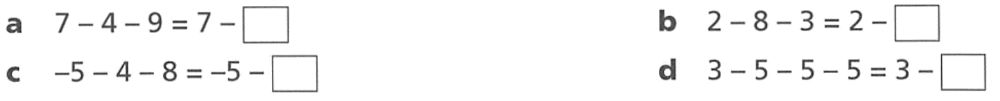 a 7 – 4 – 9 = 7 – □ b 2 – 8 – 3 = 2 – □
c –5 – 4 – 8 = –5 – □ d 3 – 5 – 5 – 5 = 3 – □